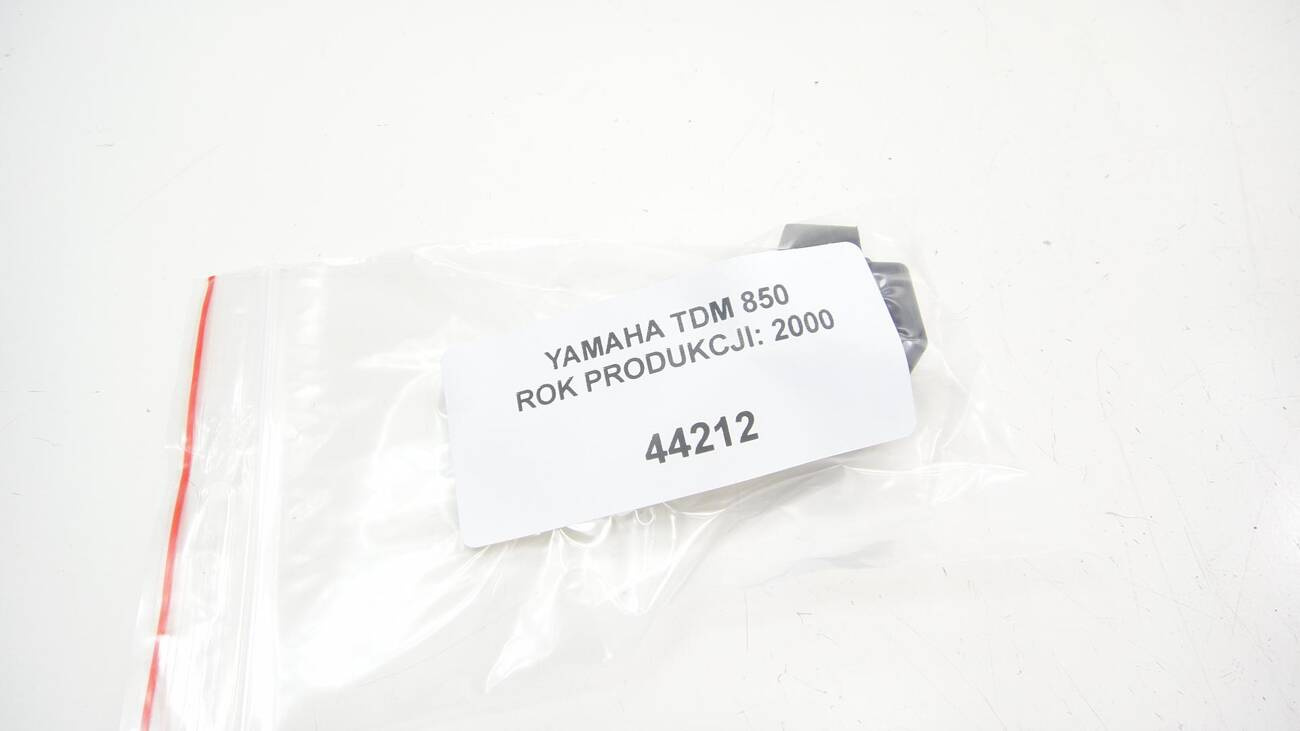 YAMAHA TDM 850
ROK PRODUKCJI: 2000
44212